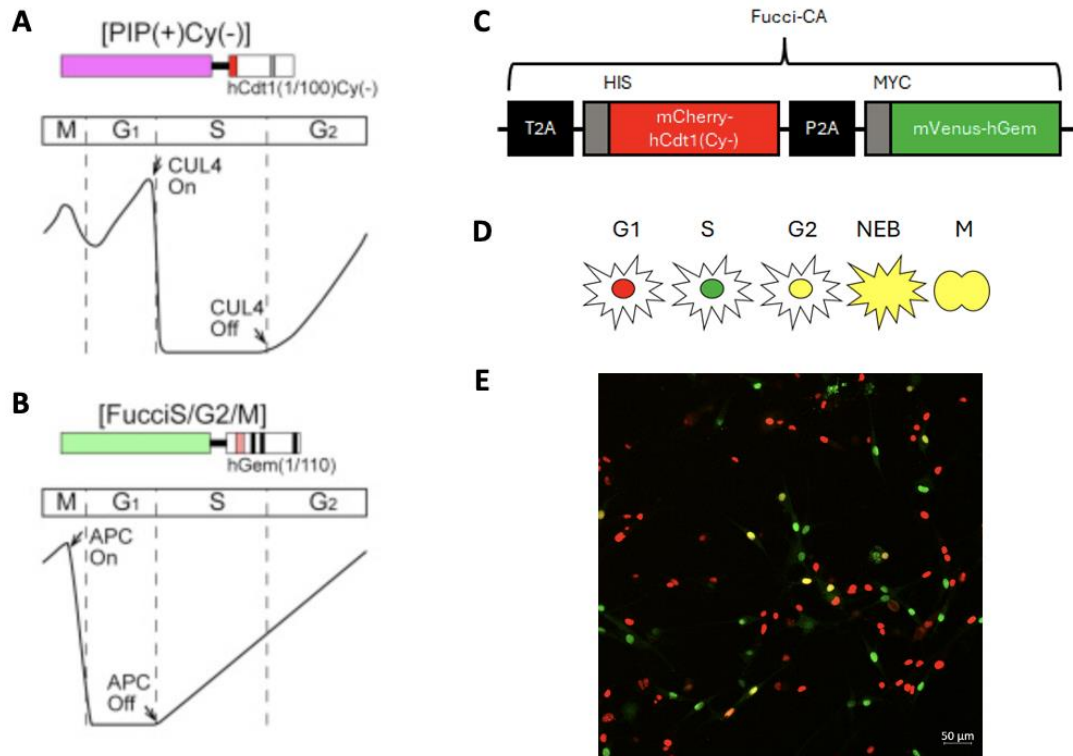 A
[PIP(+)Cy(-)]
hCdt1(1/100)Cy(-)
M G1 S G2
CUL4
On
CUL4
Off
B
[FucciS/G2/M]
hGem(1/110)
M G1 S G2
APC
On
APC
Off
C
Fucci-CA
HIS MYC
T2A mCherry-hCdt1(Cy-) P2A mVenus-hGem
D
G1 S G2 NEB M
E
50 µm